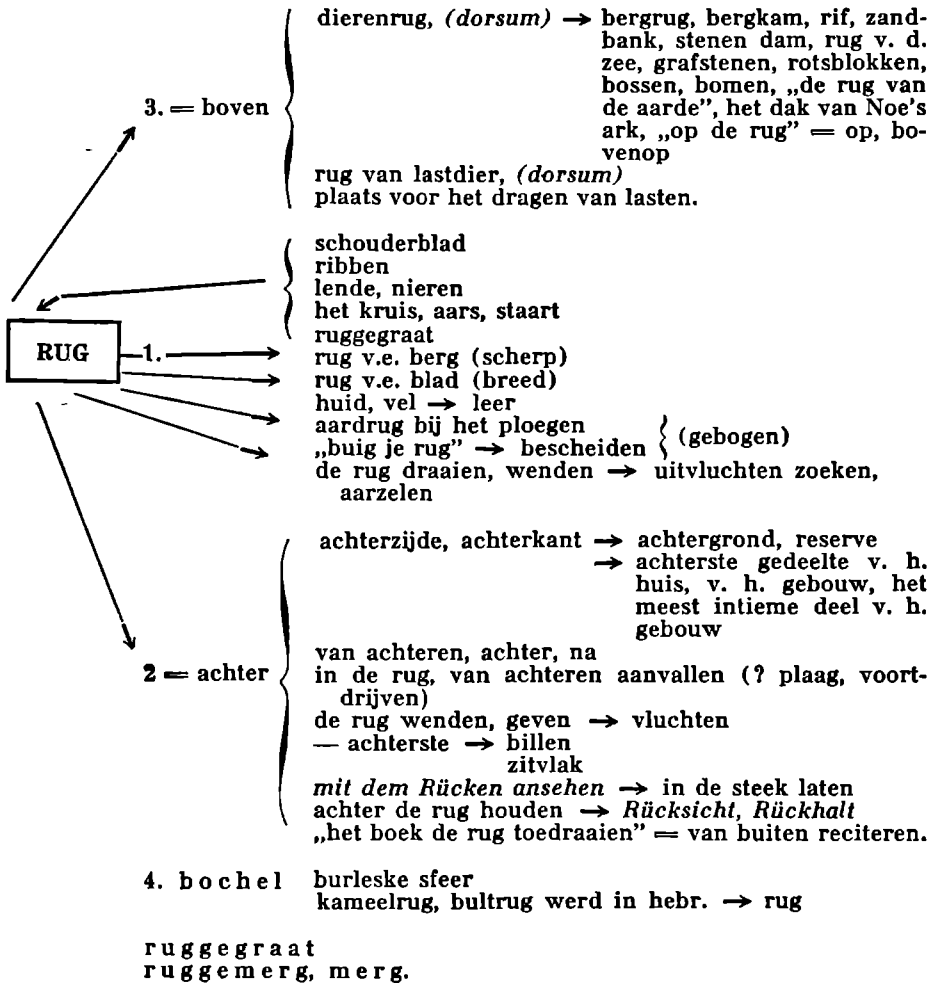 dierenrug, (dorsum) → bergrug, bergkam, rif, zand-
bank, stenen dam, rug v. d.
zee, grafstenen, rotsblokken,
bossen, bomen, „de rug van
de aarde”, het dak van Noe's
ark, „op de rug” = op, bo-
venop
3. = boven
rug van lastdier, (dorsum)
plaats voor het dragen van lasten.
schouderblad
ribben
lende, nieren
het kruis, aars, staart
ruggegraat
RUG —1.→ rug v.e. berg (scherp)
rug v.e. blad (breed)
huid, vel → leer
aardrug bij het ploegen
„buig je rug” → bescheiden } (gebogen)
de rug draaien, wenden → uitvluchten zoeken,
aarzelen
achterzijde, achterkant → achtergrond, reserve
→ achterste gedeelte v. h.
huis, v. h. gebouw, het
meest intieme deel v. h.
gebouw
2 = achter
van achteren, achter, na
in de rug, van achteren aanvallen (? plaag, voort-
drijven)
de rug wenden, geven → vluchten
— achterste → billen
zitvlak
mit dem Rücken ansehen → in de steek laten
achter de rug houden → Rücksicht, Rückhalt
„het boek de rug toedraaien” = van buiten reciteren.
4. bochel burleske sfeer
kameelrug, bultrug werd in hebr. → rug
ruggegraat
ruggemerg, merg.